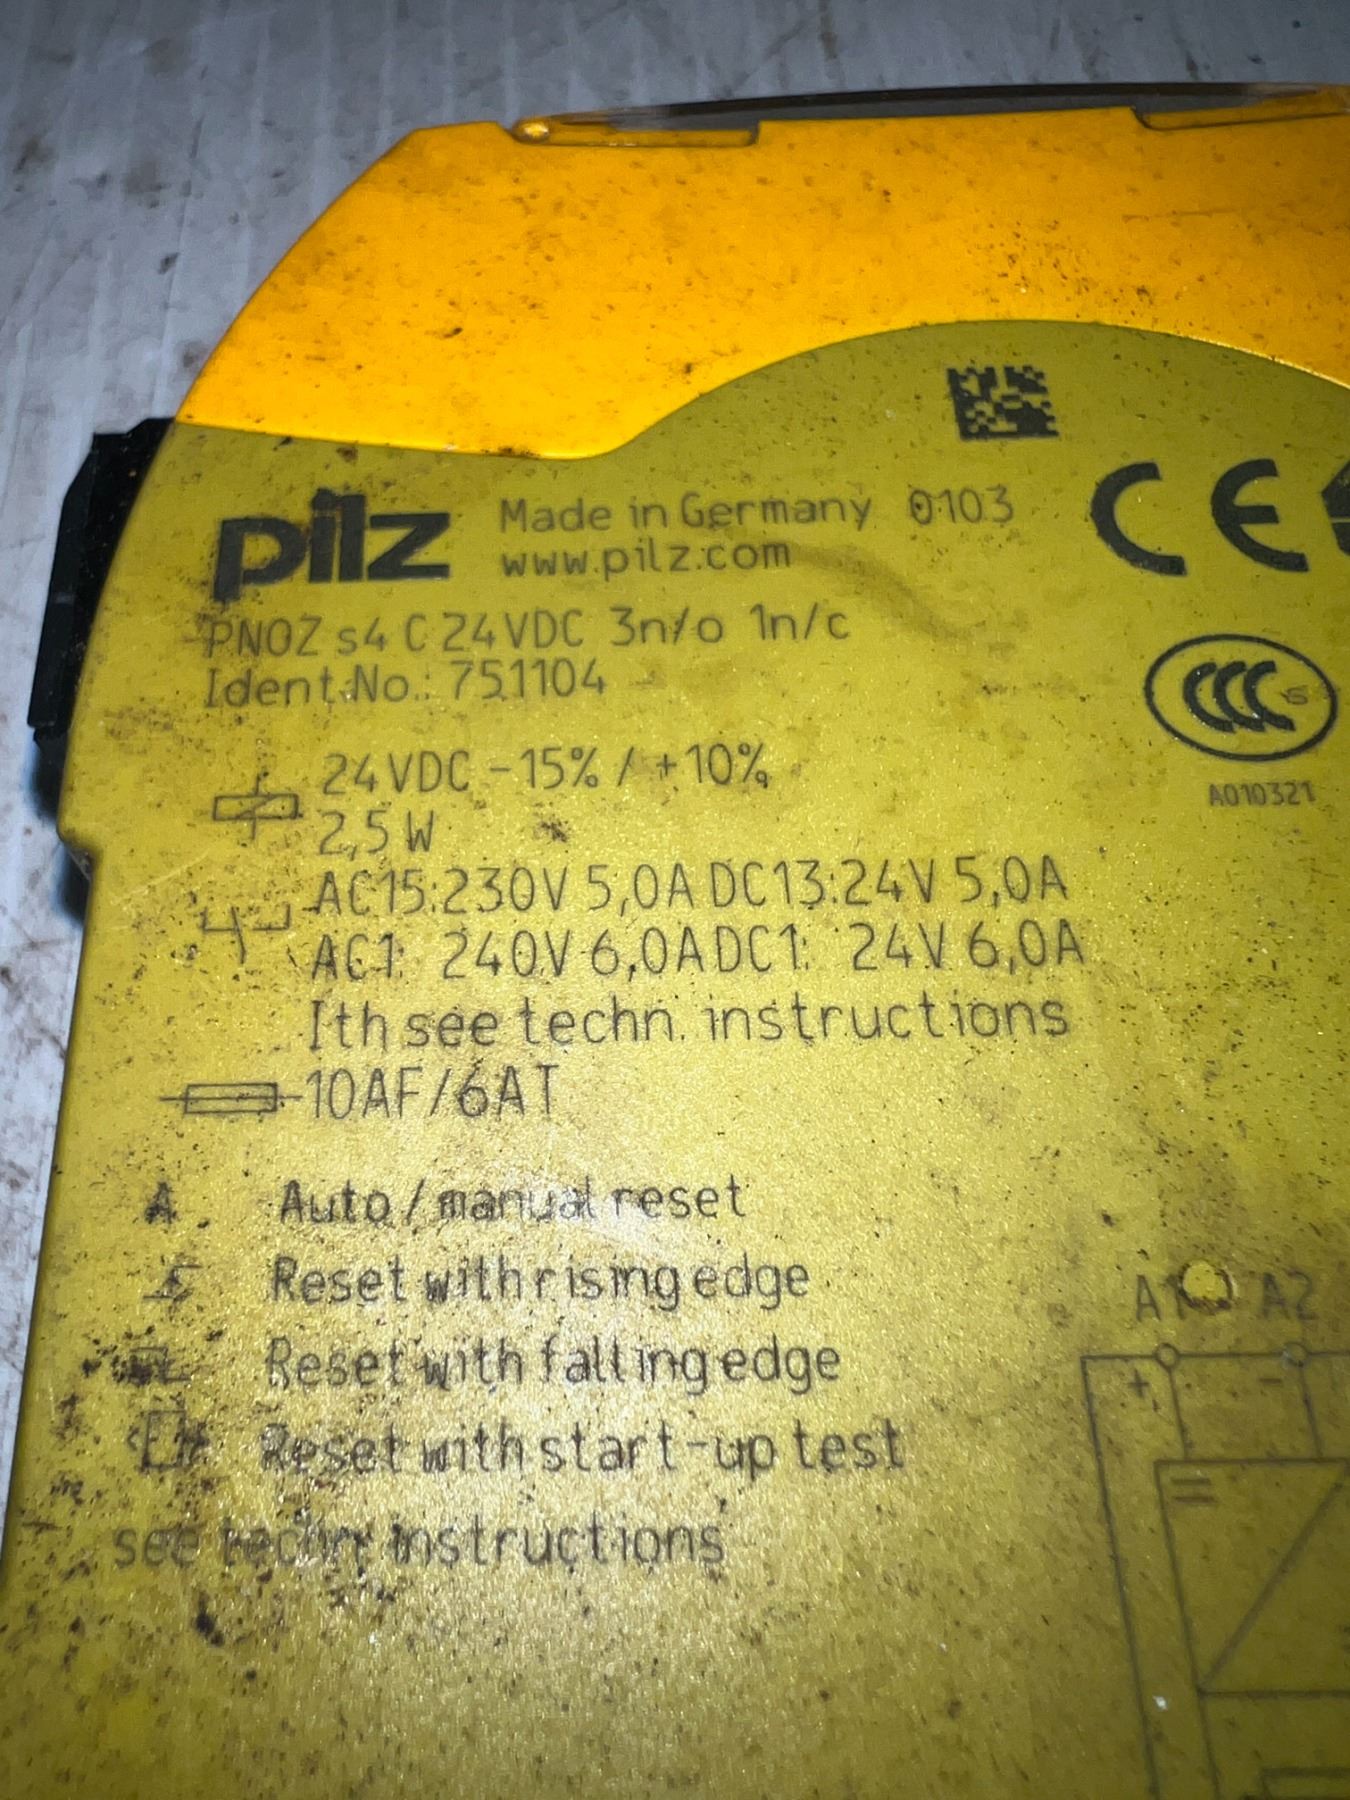 pilz Made in Germany 0103 CE
www.pilz.com
PNOZ s4 C 24VDC 3n/o 1n/c
Ident.No.: 751104
CCC S
24VDC -15% / +10%
A010321
2,5 W
AC15:230V 5,0A DC13:24V 5,0A
AC1: 240V 6,0A DC1: 24V 6,0A
Ith see techn. instructions
10AF/6AT
A Auto / manual reset
Reset with rising edge
A1 A2
Reset with falling edge
+ -
Reset with start-up test
see techn. instructions